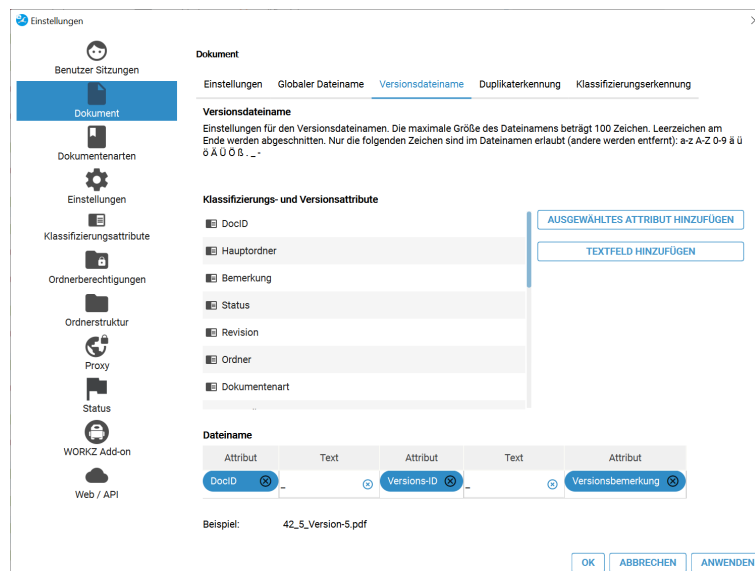 Einstellungen
Benutzer Sitzungen
Dokument
Dokumentenarten
Einstellungen
Klassifizierungsattribute
Ordnerberechtigungen
Ordnerstruktur
Proxy
Status
WORKZ Add-on
Web / API
Dokument
Einstellungen Globaler Dateiname Versionsdateiname Duplikaterkennung Klassifizierungserkennung
Versionsdateiname
Einstellungen für den Versionsdateinamen. Die maximale Größe des Dateinamens beträgt 100 Zeichen. Leerzeichen am
Ende werden abgeschnitten. Nur die folgenden Zeichen sind im Dateinamen erlaubt (andere werden entfernt): a-z A-Z 0-9 ä ü
ö Ä Ü Ö ß . _ -
Klassifizierungs- und Versionsattribute
DocID
Hauptordner
Bemerkung
Status
Revision
Ordner
Dokumentenart
AUSGEWÄHLTES ATTRIBUT HINZUFÜGEN
TEXTFELD HINZUFÜGEN
Dateiname
Attribut Text Attribut Text Attribut
DocID _ Versions-ID _ Versionsbemerkung
Beispiel: 42_5_Version-5.pdf
OK ABBRECHEN ANWENDEN